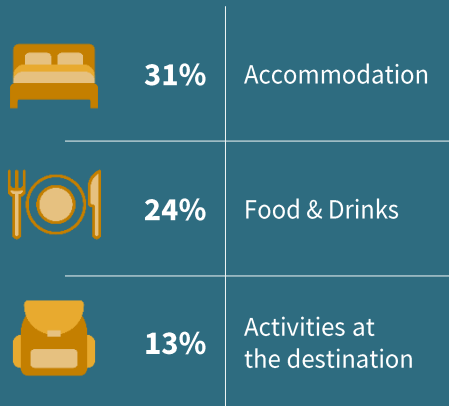 31% Accommodation
24% Food & Drinks
13% Activities at
the destination